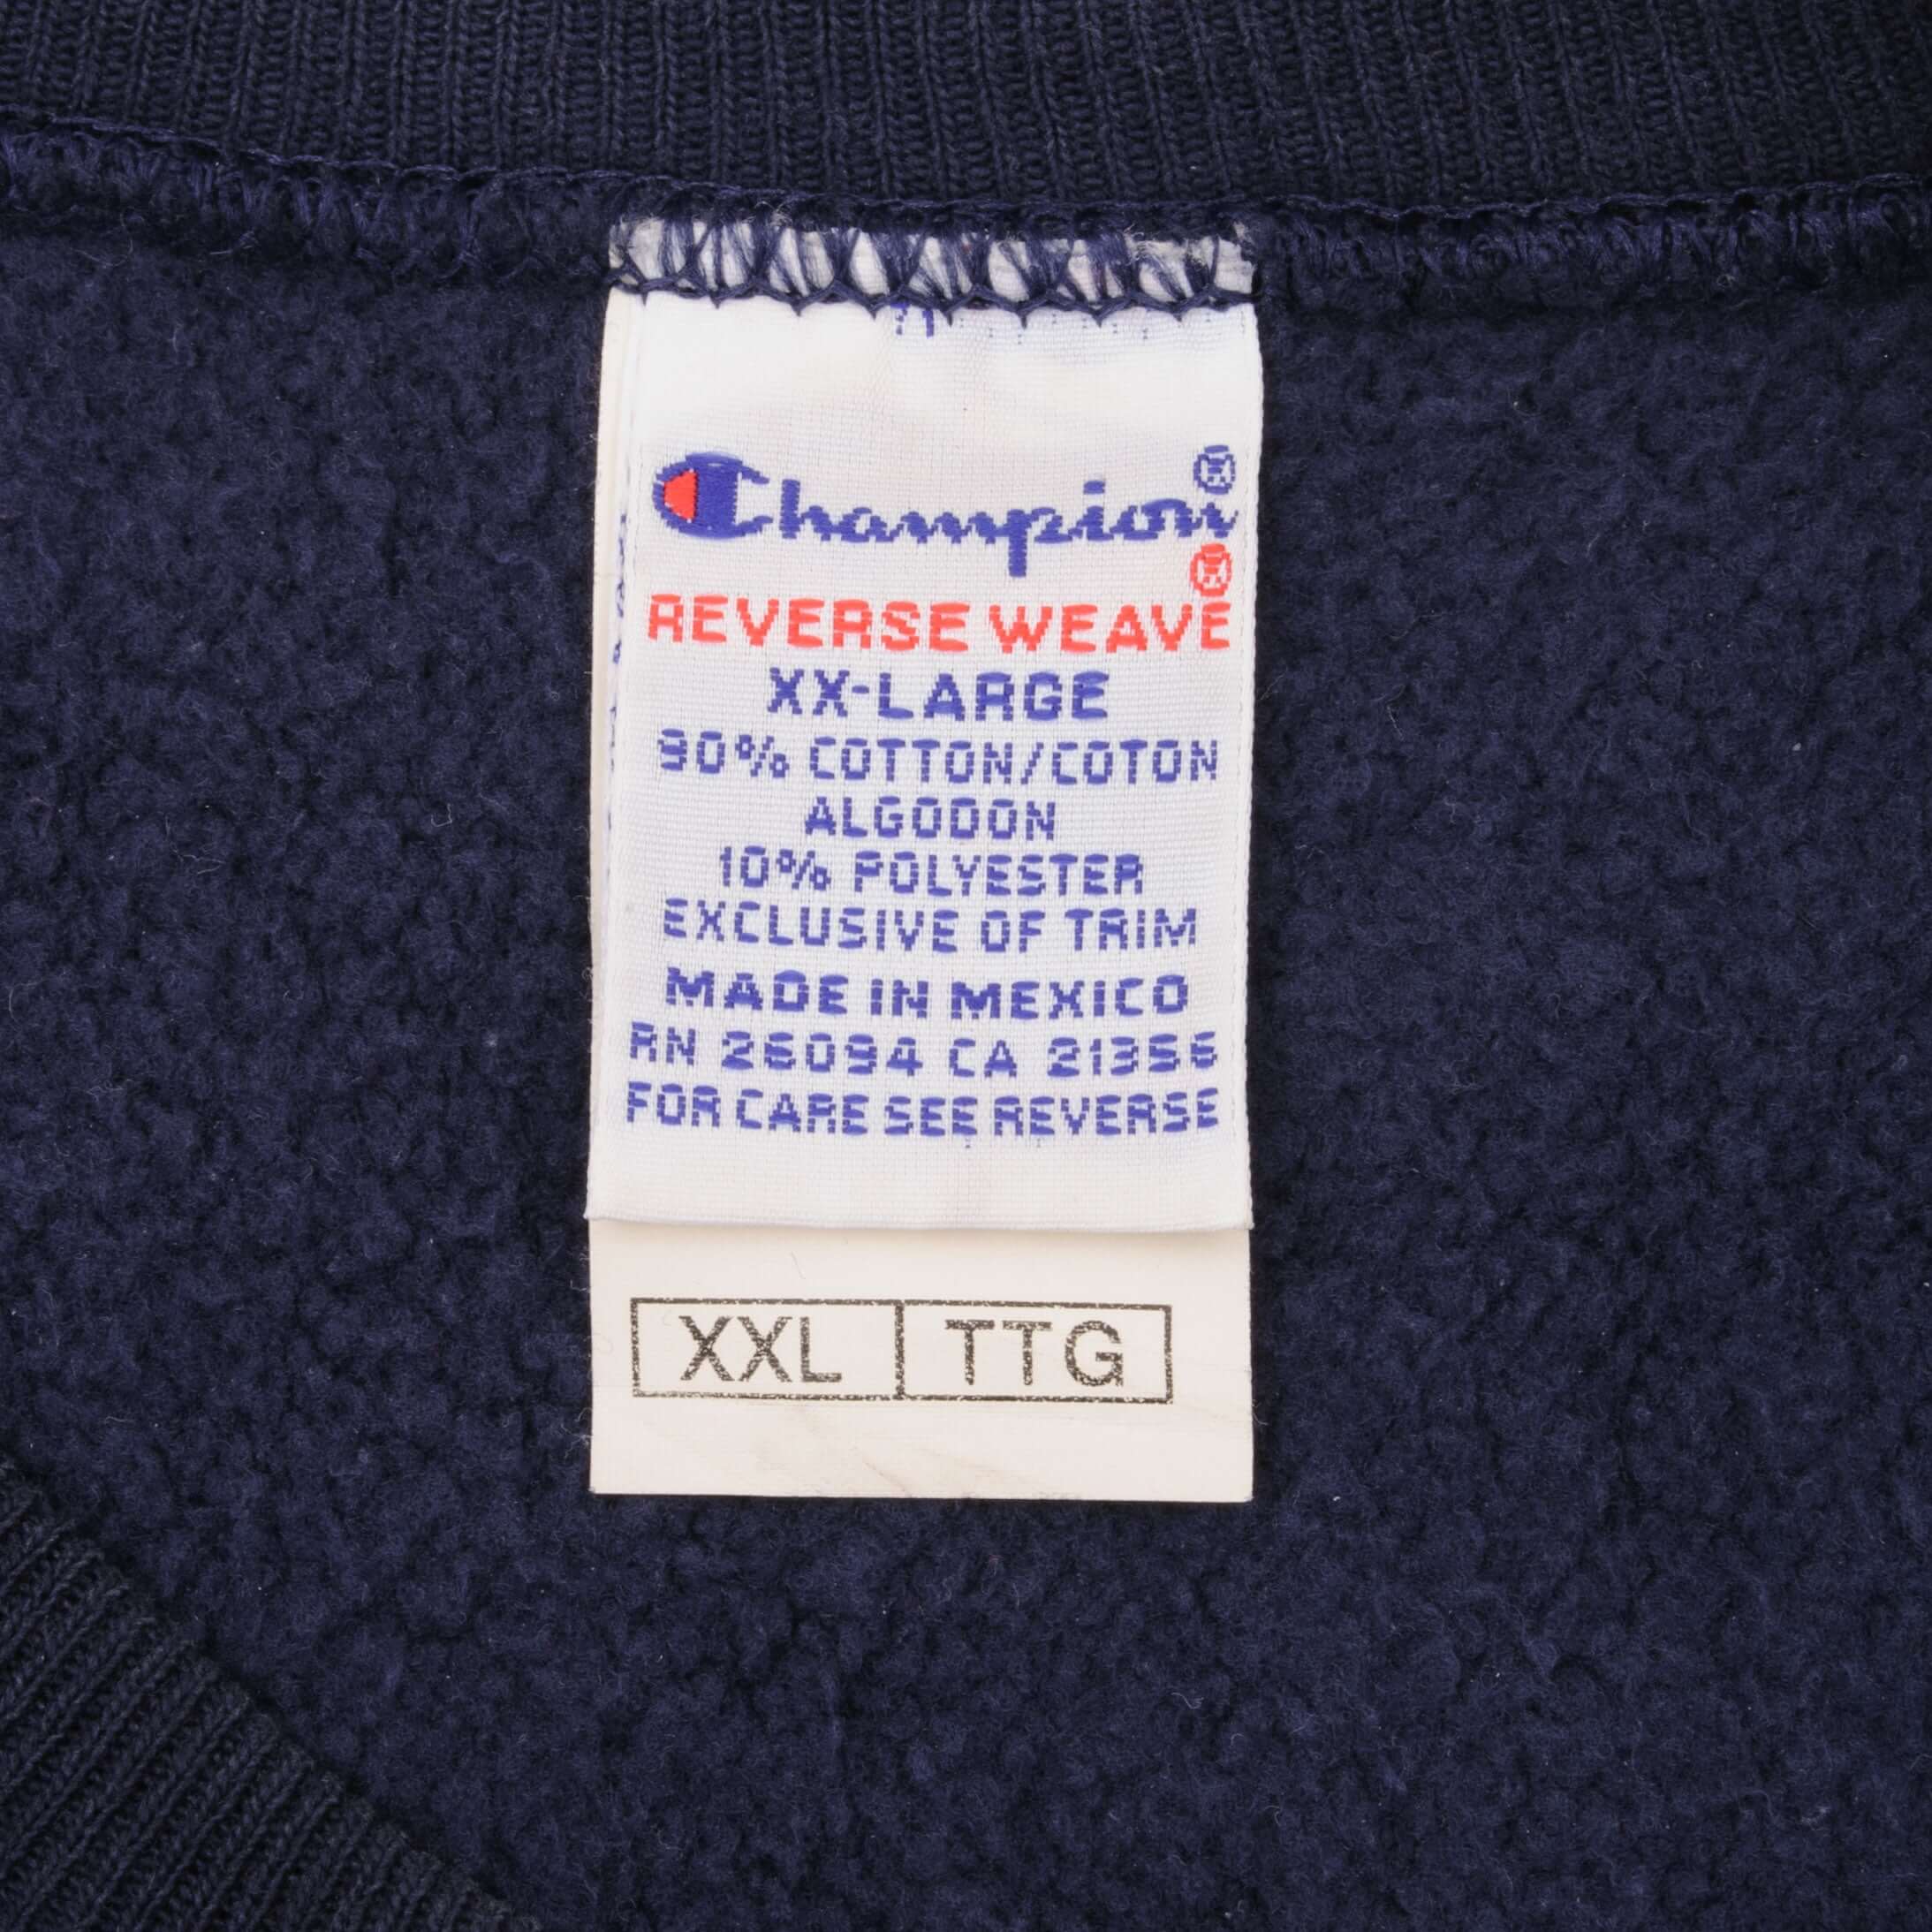 Champion®
REVERSE WEAVE®
XX-LARGE
90% COTTON/COTON
ALGODON
10% POLYESTER
EXCLUSIVE OF TRIM
MADE IN MEXICO
RN 26094 CA 21356
FOR CARE SEE REVERSE
XXL TTG